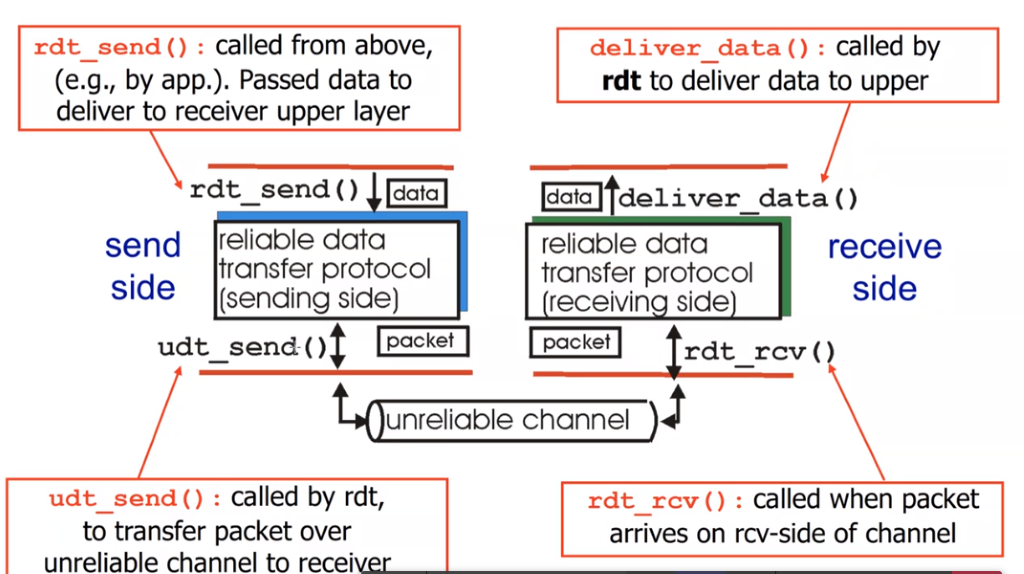 rdt_send(): called from above,
(e.g., by app.). Passed data to
deliver to receiver upper layer
deliver_data(): called by
rdt to deliver data to upper
rdt_send()
data
data
deliver_data()
send
side
reliable data
transfer protocol
(sending side)
reliable data
transfer protocol
(receiving side)
receive
side
udt_send()
packet
packet
rdt_rcv()
unreliable channel
udt_send(): called by rdt,
to transfer packet over
unreliable channel to receiver
rdt_rcv(): called when packet
arrives on rcv-side of channel